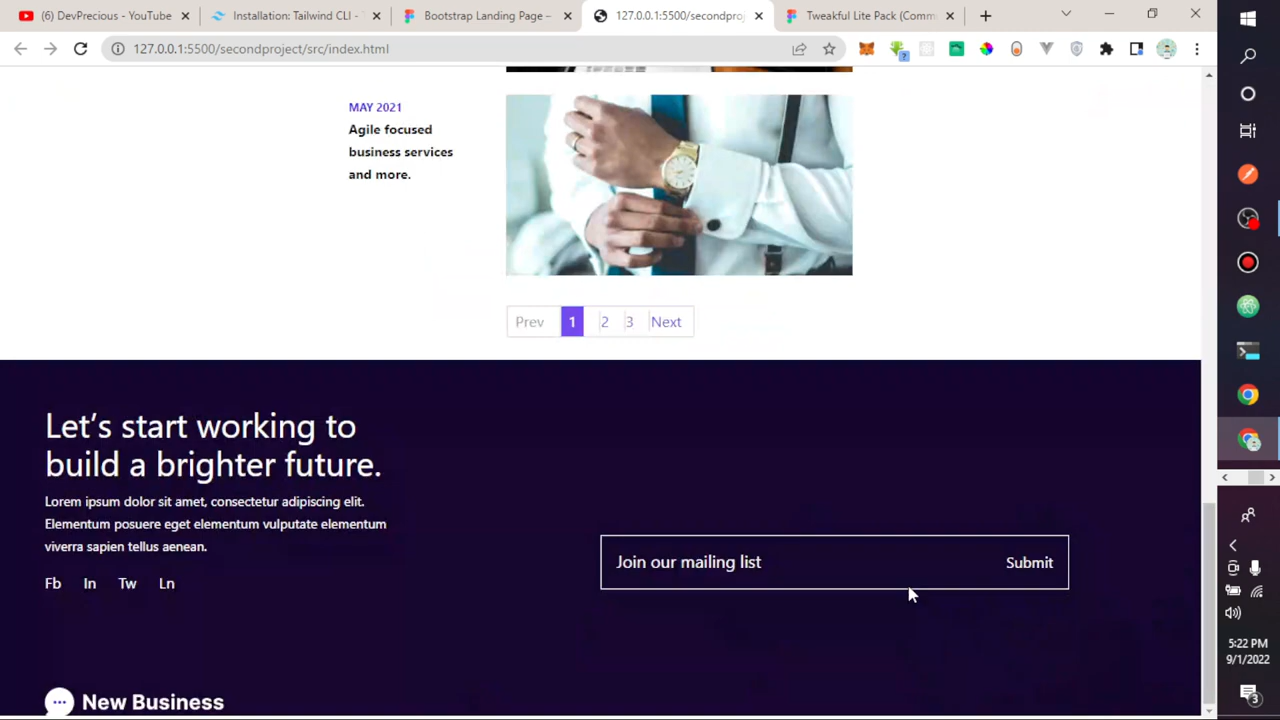 (6) DevPrecious - YouTube
Installation: Tailwind CLI -
Bootstrap Landing Page –
127.0.0.1:5500/secondproj
Tweakful Lite Pack (Comm
127.0.0.1:5500/secondproject/src/index.html
MAY 2021
Agile focused
business services
and more.
Prev 1 2 3 Next
Let’s start working to
build a brighter future.
Lorem ipsum dolor sit amet, consectetur adipiscing elit.
Elementum posuere eget elementum vulputate elementum
viverra sapien tellus aenean.
Fb In Tw Ln
Join our mailing list Submit
New Business
5:22 PM
9/1/2022
3